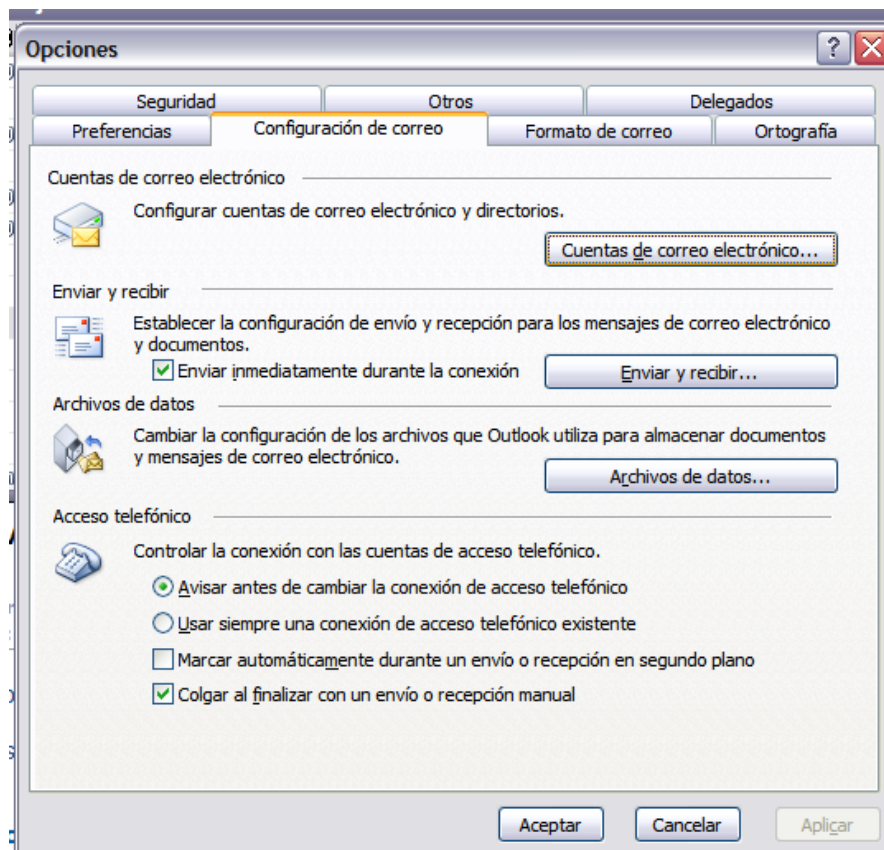 Opciones
Seguridad Otros Delegados
Preferencias Configuración de correo Formato de correo Ortografía
Cuentas de correo electrónico
Configurar cuentas de correo electrónico y directorios.
Cuentas de correo electrónico...
Enviar y recibir
Establecer la configuración de envío y recepción para los mensajes de correo electrónico
y documentos.
Enviar inmediatamente durante la conexión
Enviar y recibir...
Archivos de datos
Cambiar la configuración de los archivos que Outlook utiliza para almacenar documentos
y mensajes de correo electrónico.
Archivos de datos...
Acceso telefónico
Controlar la conexión con las cuentas de acceso telefónico.
Avisar antes de cambiar la conexión de acceso telefónico
Usar siempre una conexión de acceso telefónico existente
Marcar automáticamente durante un envío o recepción en segundo plano
Colgar al finalizar con un envío o recepción manual
Aceptar Cancelar Aplicar